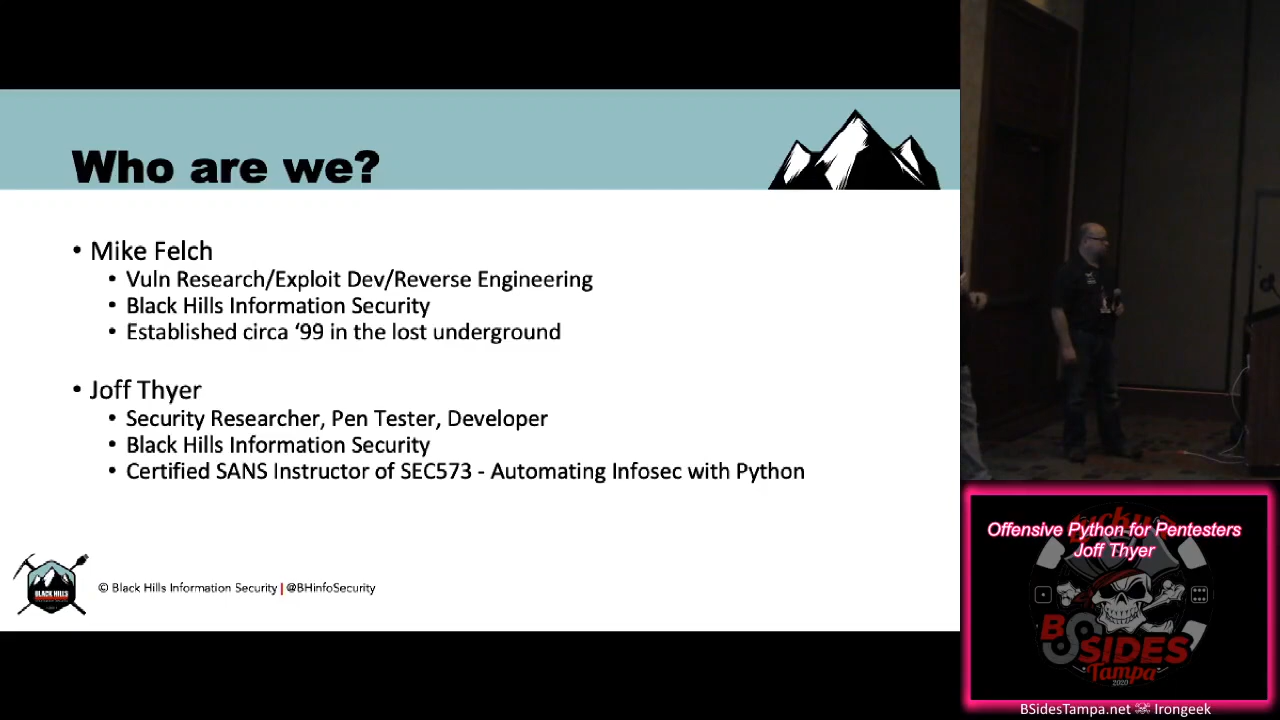 Who are we?
• Mike Felch
• Vuln Research/Exploit Dev/Reverse Engineering
• Black Hills Information Security
• Established circa ‘99 in the lost underground
• Joff Thyer
• Security Researcher, Pen Tester, Developer
• Black Hills Information Security
• Certified SANS Instructor of SEC573 - Automating Infosec with Python
BLACK HILLS
© Black Hills Information Security | @BHinfoSecurity
Offensive Python for Pentesters
Joff Thyer
BSIDES
Tampa
2020
BSidesTampa.net Irongeek